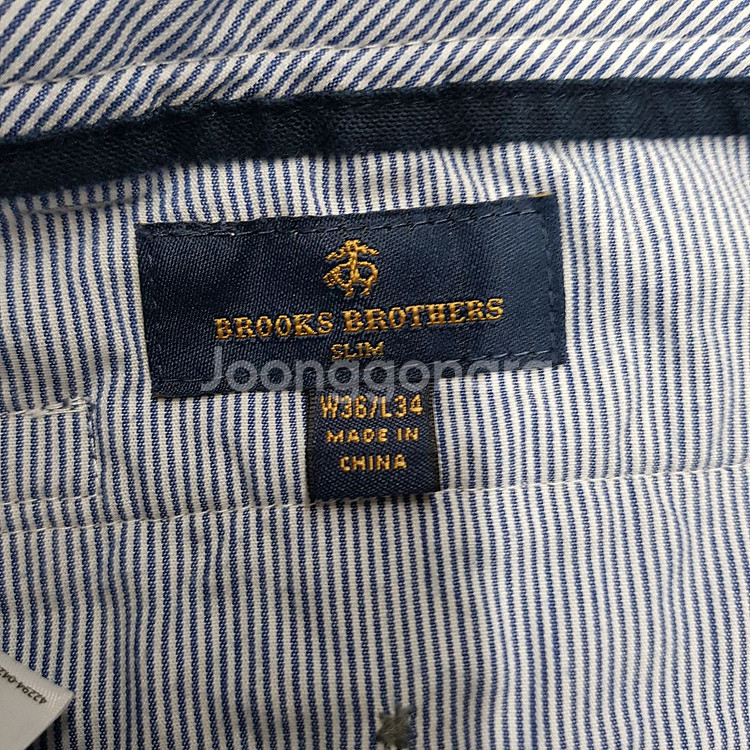 BROOKS BROTHERS
SLIM
Joonggonara
W36/L34
MADE IN
CHINA